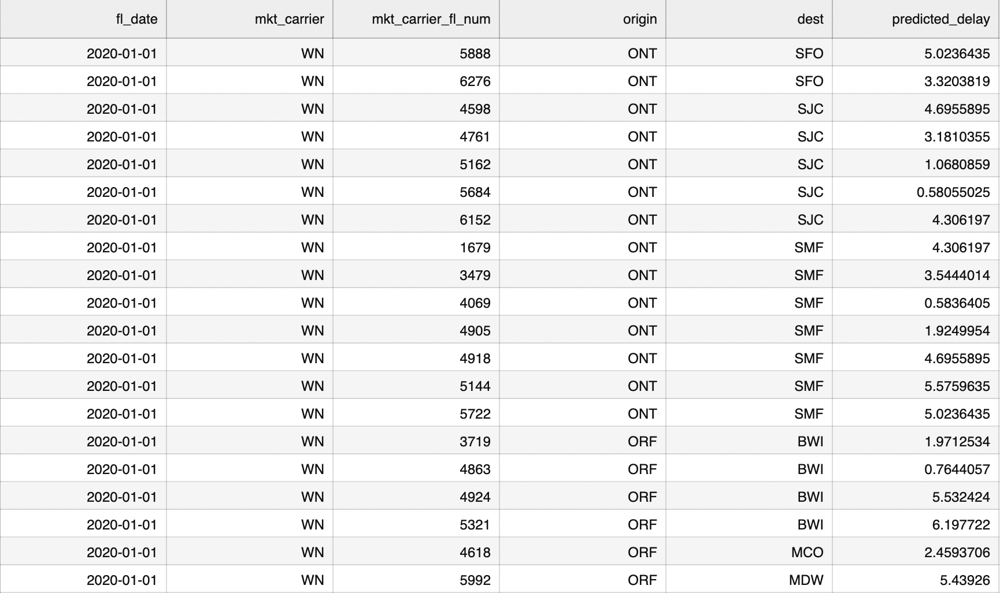 fl_date mkt_carrier mkt_carrier_fl_num origin dest predicted_delay
2020-01-01 WN 5888 ONT SFO 5.0236435
2020-01-01 WN 6276 ONT SFO 3.3203819
2020-01-01 WN 4598 ONT SJC 4.6955895
2020-01-01 WN 4761 ONT SJC 3.1810355
2020-01-01 WN 5162 ONT SJC 1.0680859
2020-01-01 WN 5684 ONT SJC 0.58055025
2020-01-01 WN 6152 ONT SJC 4.306197
2020-01-01 WN 1679 ONT SMF 4.306197
2020-01-01 WN 3479 ONT SMF 3.5444014
2020-01-01 WN 4069 ONT SMF 0.5836405
2020-01-01 WN 4905 ONT SMF 1.9249954
2020-01-01 WN 4918 ONT SMF 4.6955895
2020-01-01 WN 5144 ONT SMF 5.5759635
2020-01-01 WN 5722 ONT SMF 5.0236435
2020-01-01 WN 3719 ORF BWI 1.9712534
2020-01-01 WN 4863 ORF BWI 0.7644057
2020-01-01 WN 4924 ORF BWI 5.532424
2020-01-01 WN 5321 ORF BWI 6.197722
2020-01-01 WN 4618 ORF MCO 2.4593706
2020-01-01 WN 5992 ORF MDW 5.43926